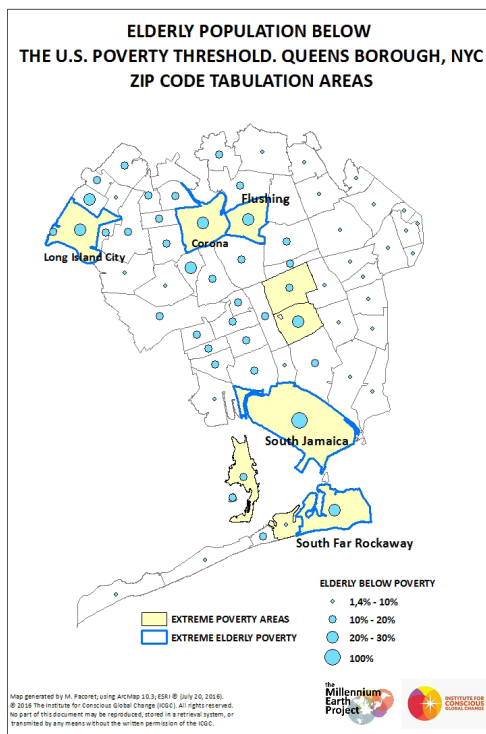 ELDERLY POPULATION BELOW
THE U.S. POVERTY THRESHOLD. QUEENS BOROUGH, NYC
ZIP CODE TABULATION AREAS
Flushing
Corona
Long Island City
South Jamaica
South Far Rockaway
ELDERLY BELOW POVERTY
1,4% - 10%
10% - 20%
20% - 30%
100%
EXTREME POVERTY AREAS
EXTREME ELDERLY POVERTY
Map generated by M. Pacoret; using ArcMap 10.3; ESRI ® (July 20, 2016).
® 2016 The Institute for Conscious Global Change (ICGC). All rights reserved.
No part of this document may be reproduced, stored in a retrieval system, or
transmited by any means without the written permission of the ICGC.
the
Millennium
Earth
Project
INSTITUTE FOR
CONSCIOUS
GLOBAL CHANGE